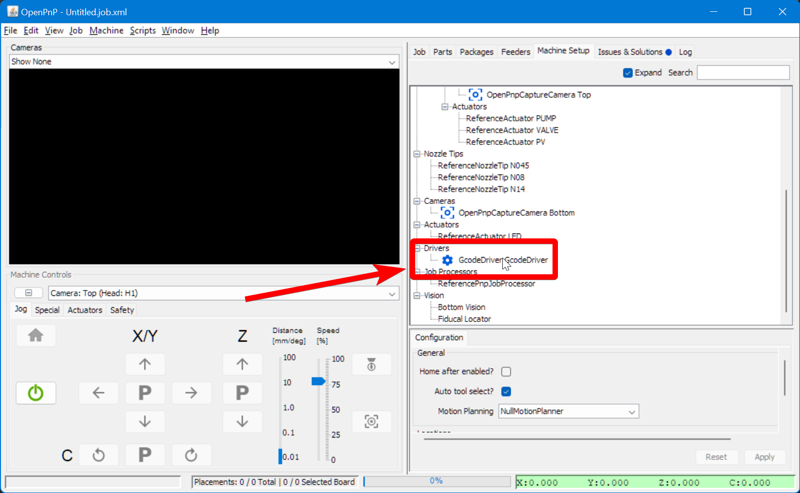 OpenPnP - Untitled.job.xml
File Edit View Job Machine Scripts Window Help
Cameras
Show None
Machine Controls
Camera: Top (Head: H1)
Jog Special Actuators Safety
X/Y Z
Distance [mm/deg]
Speed [%]
100
10
1.0
0.1
0.01
100
75
50
25
0
P P
C P
Job Parts Packages Feeders Machine Setup Issues & Solutions Log
Expand Search
OpenPnpCaptureCamera Top
Actuators
ReferenceActuator PUMP
ReferenceActuator VALVE
ReferenceActuator PV
Nozzle Tips
ReferenceNozzleTip N045
ReferenceNozzleTip N08
ReferenceNozzleTip N14
Cameras
OpenPnpCaptureCamera Bottom
Actuators
ReferenceActuator LED
Drivers
GcodeDriver GcodeDriver
Job Processors
ReferencePnpJobProcessor
Vision
Bottom Vision
Fiducal Locator
Configuration
General
Home after enabled?
Auto tool select?
Motion Planning NullMotionPlanner
Reset Apply
Placements: 0 / 0 Total | 0 / 0 Selected Board
0%
X:0.000 Y:0.000 Z:0.000 C:0.000